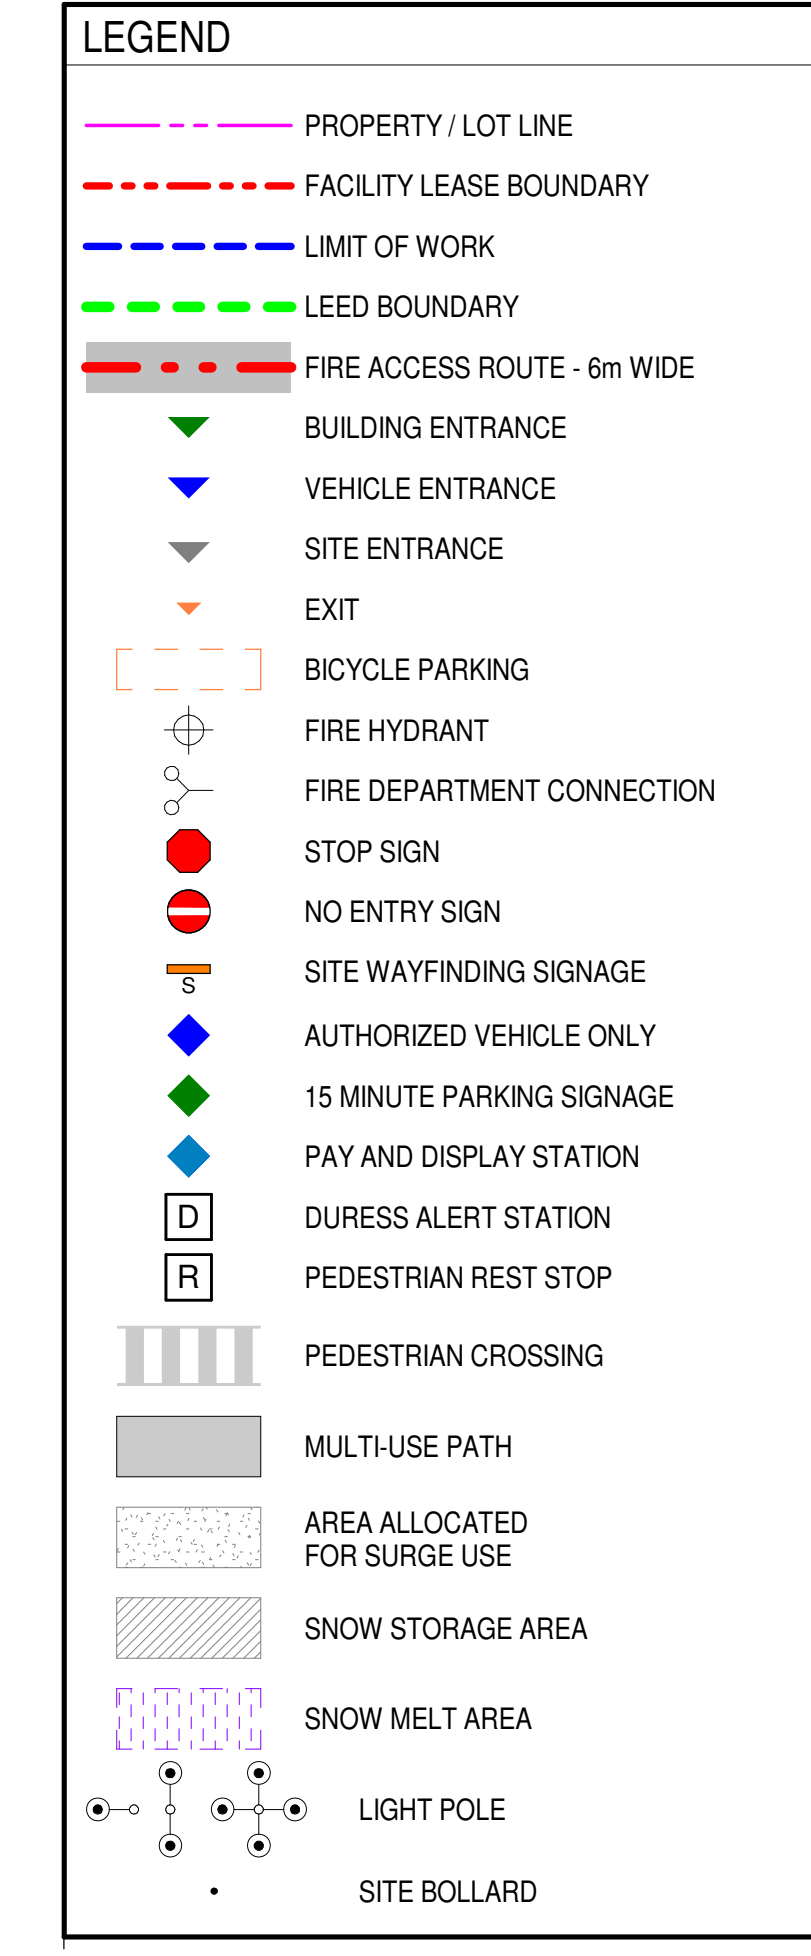 LEGEND
PROPERTY / LOT LINE
FACILITY LEASE BOUNDARY
LIMIT OF WORK
LEED BOUNDARY
FIRE ACCESS ROUTE - 6m WIDE
BUILDING ENTRANCE
VEHICLE ENTRANCE
SITE ENTRANCE
EXIT
BICYCLE PARKING
FIRE HYDRANT
FIRE DEPARTMENT CONNECTION
STOP SIGN
NO ENTRY SIGN
SITE WAYFINDING SIGNAGE
S
AUTHORIZED VEHICLE ONLY
15 MINUTE PARKING SIGNAGE
PAY AND DISPLAY STATION
D DURESS ALERT STATION
R PEDESTRIAN REST STOP
PEDESTRIAN CROSSING
MULTI-USE PATH
AREA ALLOCATED
FOR SURGE USE
SNOW STORAGE AREA
SNOW MELT AREA
LIGHT POLE
SITE BOLLARD